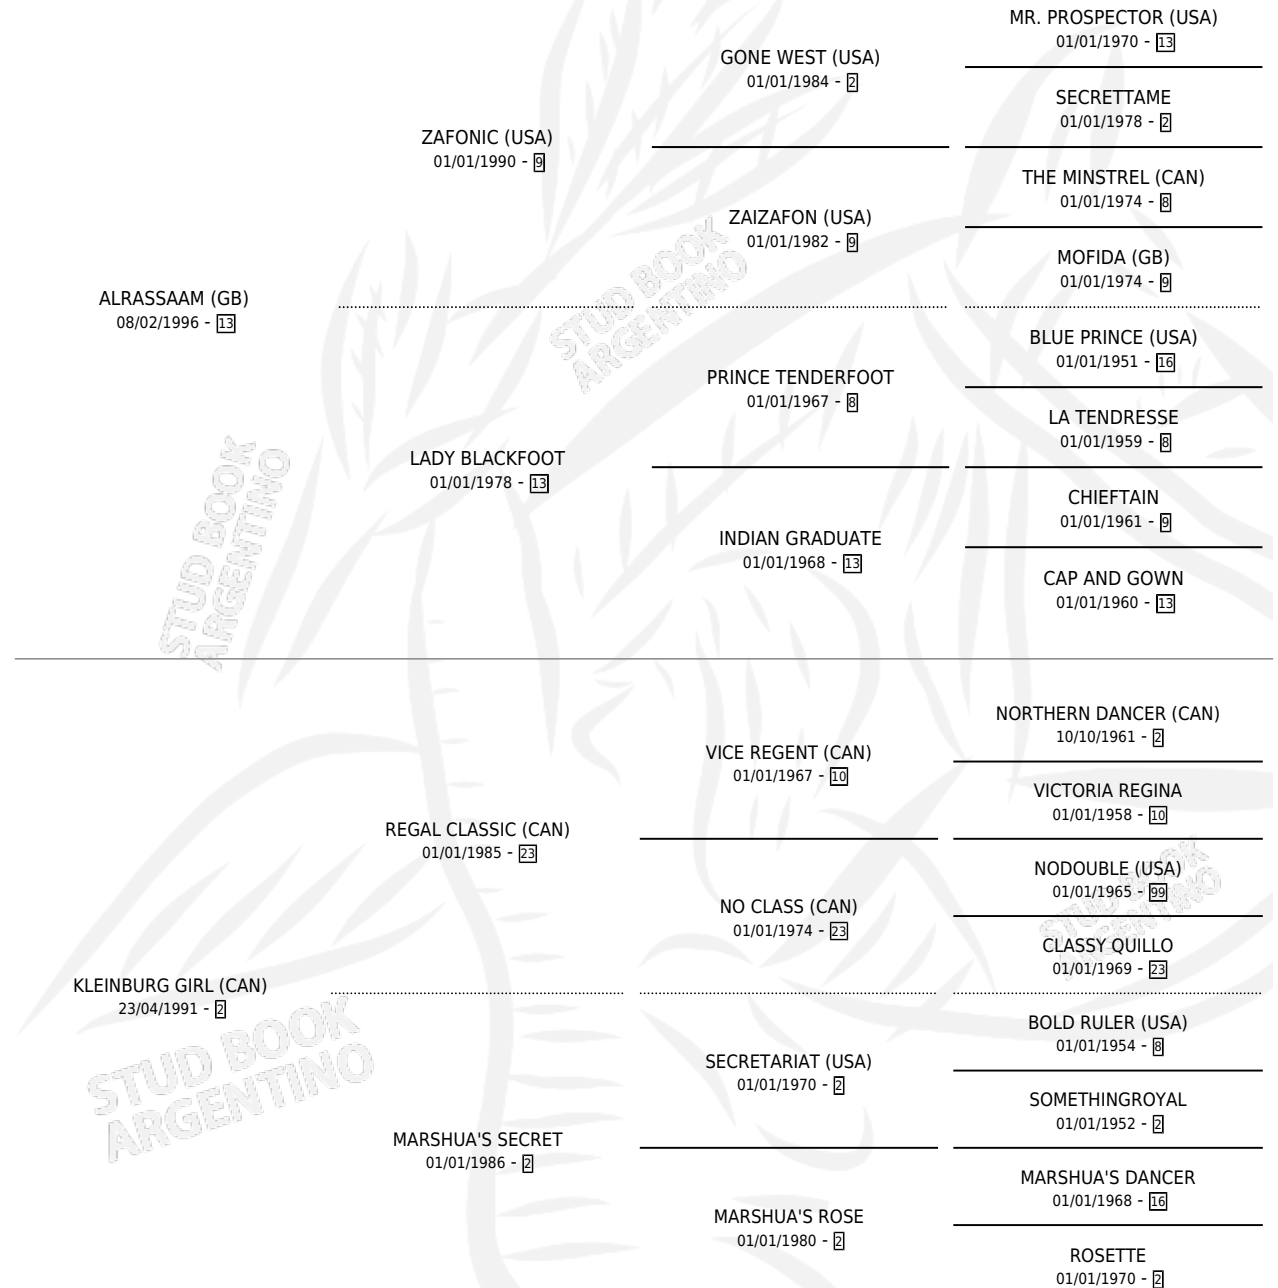 MR. PROSPECTOR (USA)
01/01/1970 - 13
GONE WEST (USA)
01/01/1984 - 2
SECRETTAME
01/01/1978 - 2
ZAFONIC (USA)
01/01/1990 - 9
THE MINSTREL (CAN)
01/01/1974 - 8
ZAIZAFON (USA)
01/01/1982 - 9
MOFIDA (GB)
01/01/1974 - 9
ALRASSAAM (GB)
08/02/1996 - 13
STUD BOOK
ARGENTINO
BLUE PRINCE (USA)
01/01/1951 - 16
PRINCE TENDERFOOT
01/01/1967 - 8
LA TENDRESSE
01/01/1959 - 8
LADY BLACKFOOT
01/01/1978 - 13
CHIEFTAIN
01/01/1961 - 9
INDIAN GRADUATE
01/01/1968 - 13
CAP AND GOWN
01/01/1960 - 13
STUD BOOK
ARGENTINO
NORTHERN DANCER (CAN)
10/10/1961 - 2
VICE REGENT (CAN)
01/01/1967 - 10
VICTORIA REGINA
01/01/1958 - 10
REGAL CLASSIC (CAN)
01/01/1985 - 23
NODOUBLE (USA)
01/01/1965 - 99
NO CLASS (CAN)
01/01/1974 - 23
STUD BOOK
ARGENTINO
CLASSY QUILLO
01/01/1969 - 23
KLEINBURG GIRL (CAN)
23/04/1991 - 2
STUD BOOK
ARGENTINO
BOLD RULER (USA)
01/01/1954 - 8
SECRETARIAT (USA)
01/01/1970 - 2
SOMETHINGROYAL
01/01/1952 - 2
MARSHUA'S SECRET
01/01/1986 - 2
MARSHUA'S DANCER
01/01/1968 - 16
MARSHUA'S ROSE
01/01/1980 - 2
ROSETTE
01/01/1970 - 2